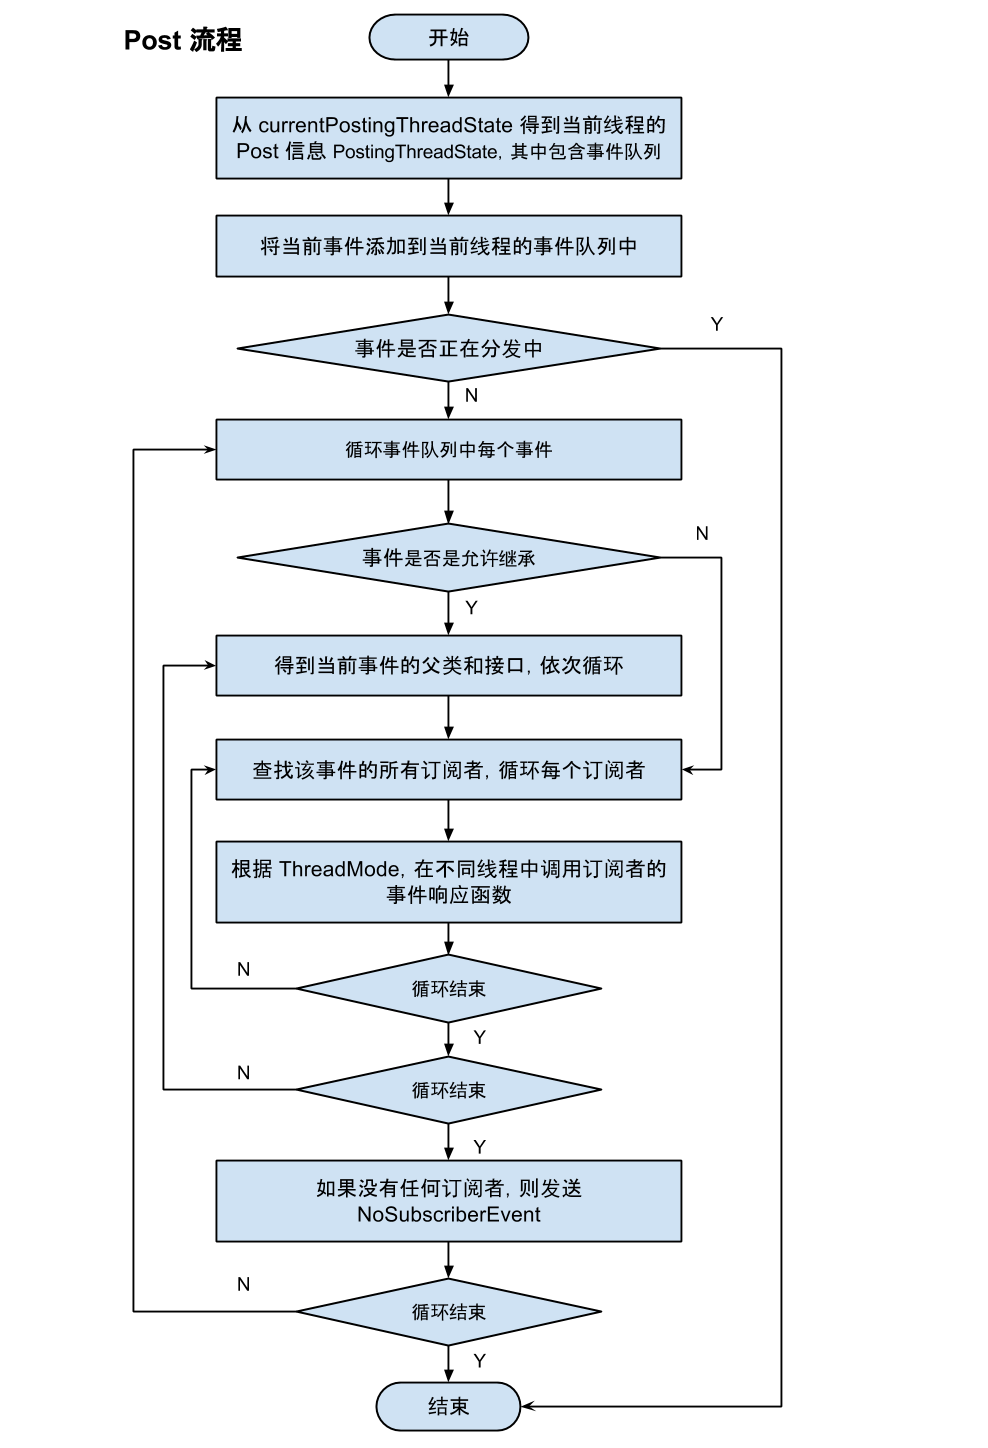 Post 流程
开始
从 currentPostingThreadState 得到当前线程的
Post 信息 PostingThreadState, 其中包含事件队列
将当前事件添加到当前线程的事件队列中
事件是否正在分发中
Y
N
循环事件队列中每个事件
事件是否是允许继承
N
Y
得到当前事件的父类和接口, 依次循环
查找该事件的所有订阅者, 循环每个订阅者
根据 ThreadMode, 在不同线程中调用订阅者的
事件响应函数
循环结束
N
Y
循环结束
N
Y
如果没有任何订阅者, 则发送
NoSubscriberEvent
循环结束
N
Y
结束